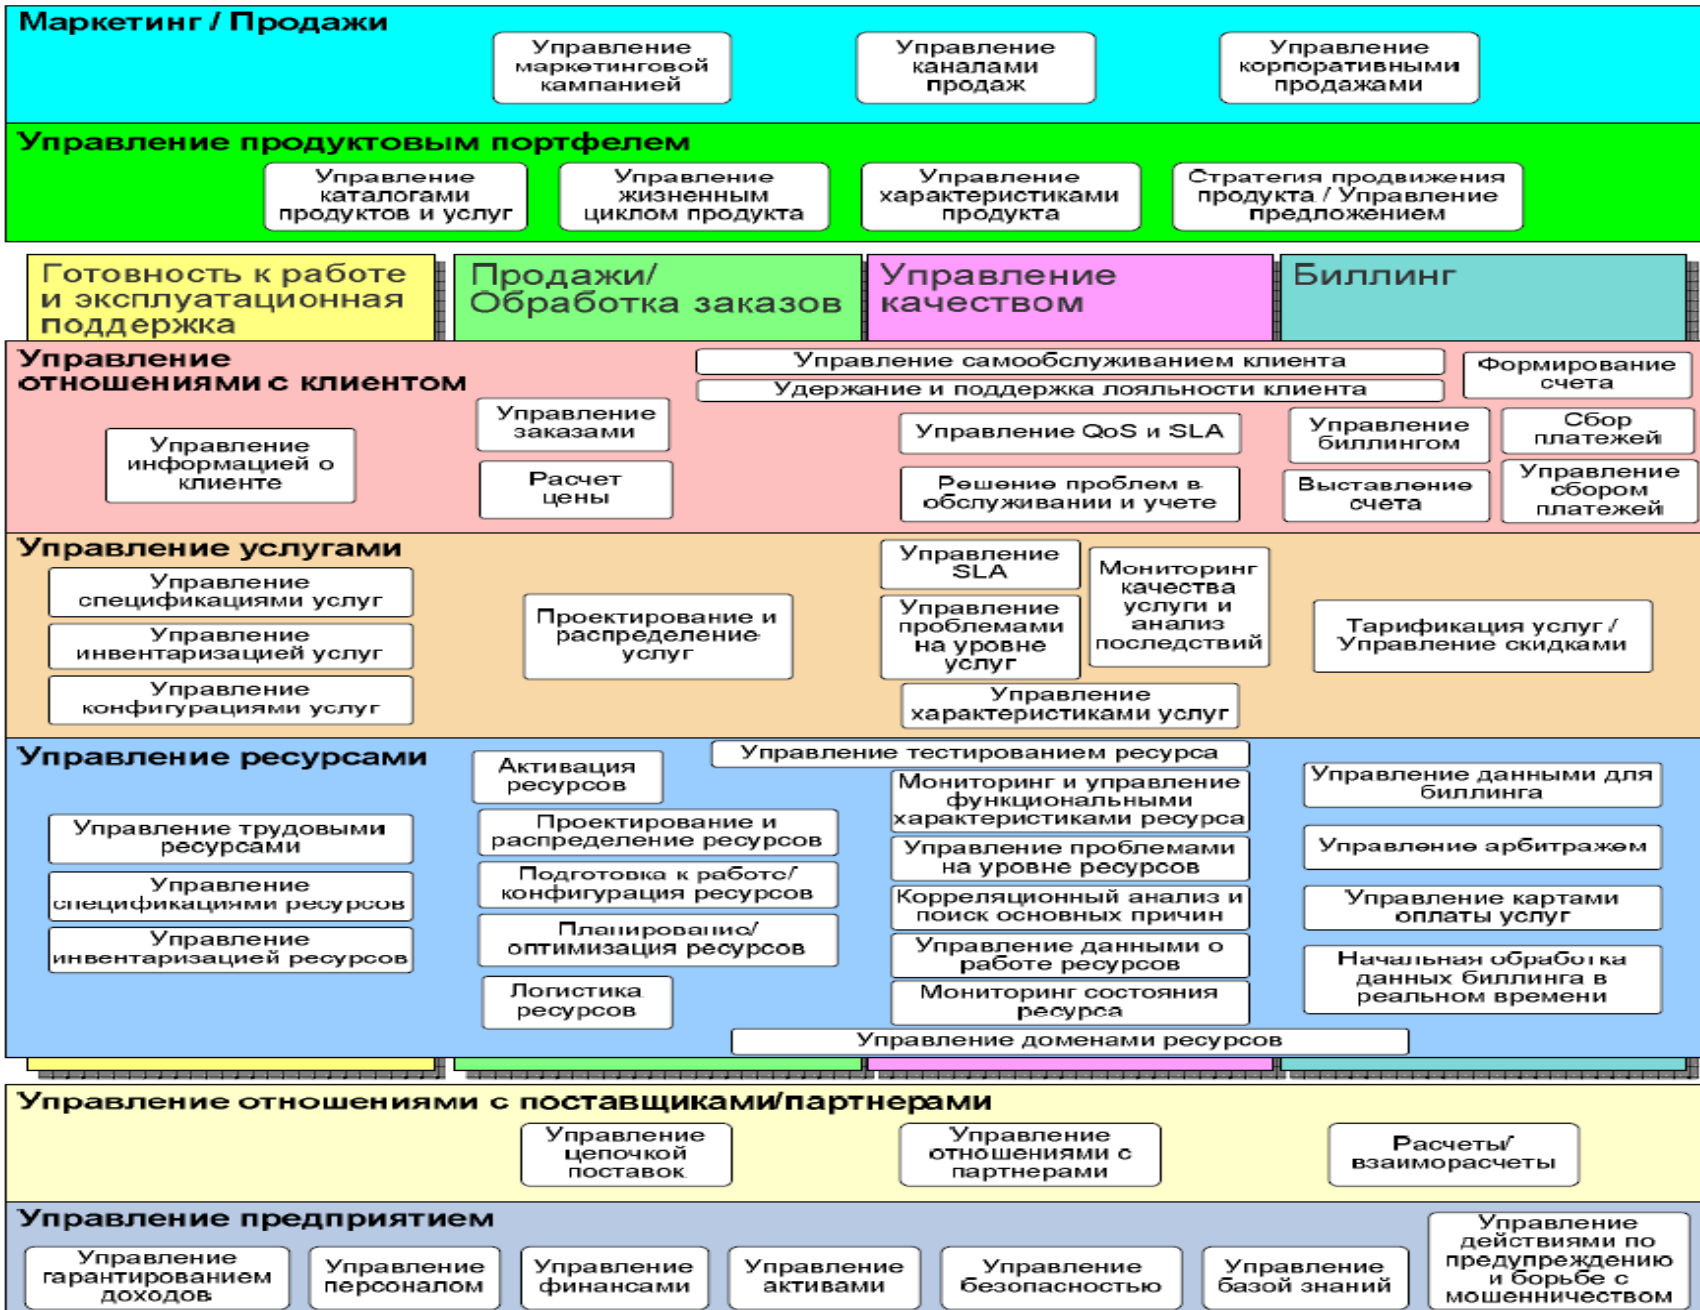 Маркетинг / Продажи
Управление
маркетинговой
кампанией
Управление
каналами
продаж
Управление
корпоративными
продажами
Управление продуктовым портфелем
Управление
каталогами
продуктов и услуг
Управление
жизненным
циклом продукта
Управление
характеристиками
продукта
Стратегия продвижения
продукта / Управление
предложением
Готовность к работе
и эксплуатационная
поддержка
Продажи/
Обработка заказов
Управление
качеством
Биллинг
Управление
отношениями с клиентом
Управление самообслуживанием клиента
Удержание и поддержка лояльности клиента
Формирование
счета
Управление
информацией о
клиенте
Управление
заказами
Расчет
цены
Управление QoS и SLA
Решение проблем в
обслуживании и учете
Управление
биллингом
Сбор
платежей
Выставление
счета
Управление
сбором
платежей
Управление услугами
Управление
спецификациями услуг
Управление
инвентаризацией услуг
Управление
конфигурациями услуг
Проектирование и
распределение
услуг
Управление
SLA
Управление
проблемами
на уровне
услуг
Мониторинг
качества
услуги и
анализ
последствий
Управление
характеристиками услуг
Тарификация услуг /
Управление скидками
Управление ресурсами
Управление трудовыми
ресурсами
Управление
спецификациями ресурсов
Управление
инвентаризацией ресурсов
Активация
ресурсов
Проектирование и
распределение ресурсов
Подготовка к работе/
конфигурация ресурсов
Планирование/
оптимизация ресурсов
Логистика
ресурсов
Управление тестированием ресурса
Мониторинг и управление
функциональными
характеристиками ресурса
Управление проблемами
на уровне ресурсов
Корреляционный анализ и
поиск основных причин
Управление данными о
работе ресурсов
Мониторинг состояния
ресурса
Управление доменами ресурсов
Управление данными для
биллинга
Управление арбитражем
Управление картами
оплаты услуг
Начальная обработка
данных биллинга в
реальном времени
Управление отношениями с поставщиками/партнерами
Управление
цепочкой
поставок
Управление
отношениями с
партнерами
Расчеты/
взаиморасчеты
Управление предприятием
Управление
гарантированием
доходов
Управление
персоналом
Управление
финансами
Управление
активами
Управление
безопасностью
Управление
базой знаний
Управление
действиями по
предупреждению
и борьбе с
мошенничеством